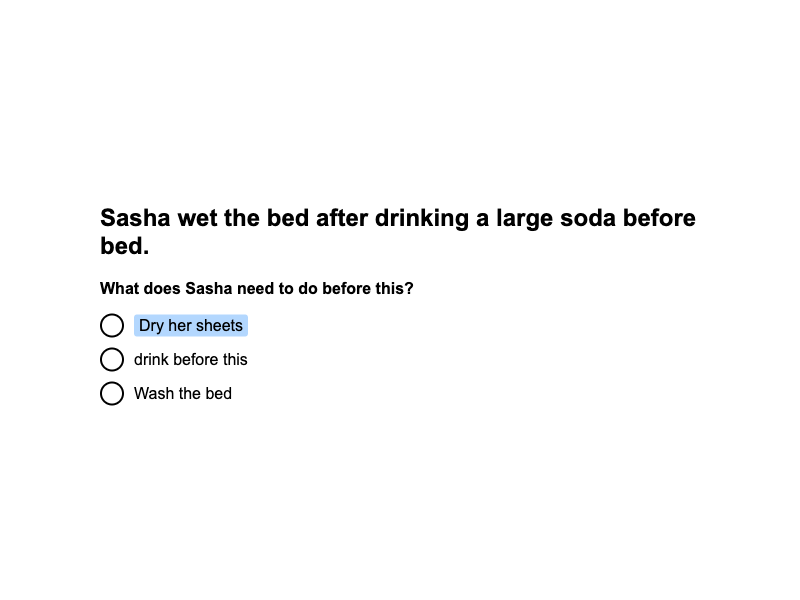 Sasha wet the bed after drinking a large soda before
bed.
What does Sasha need to do before this?
Dry her sheets
drink before this
Wash the bed